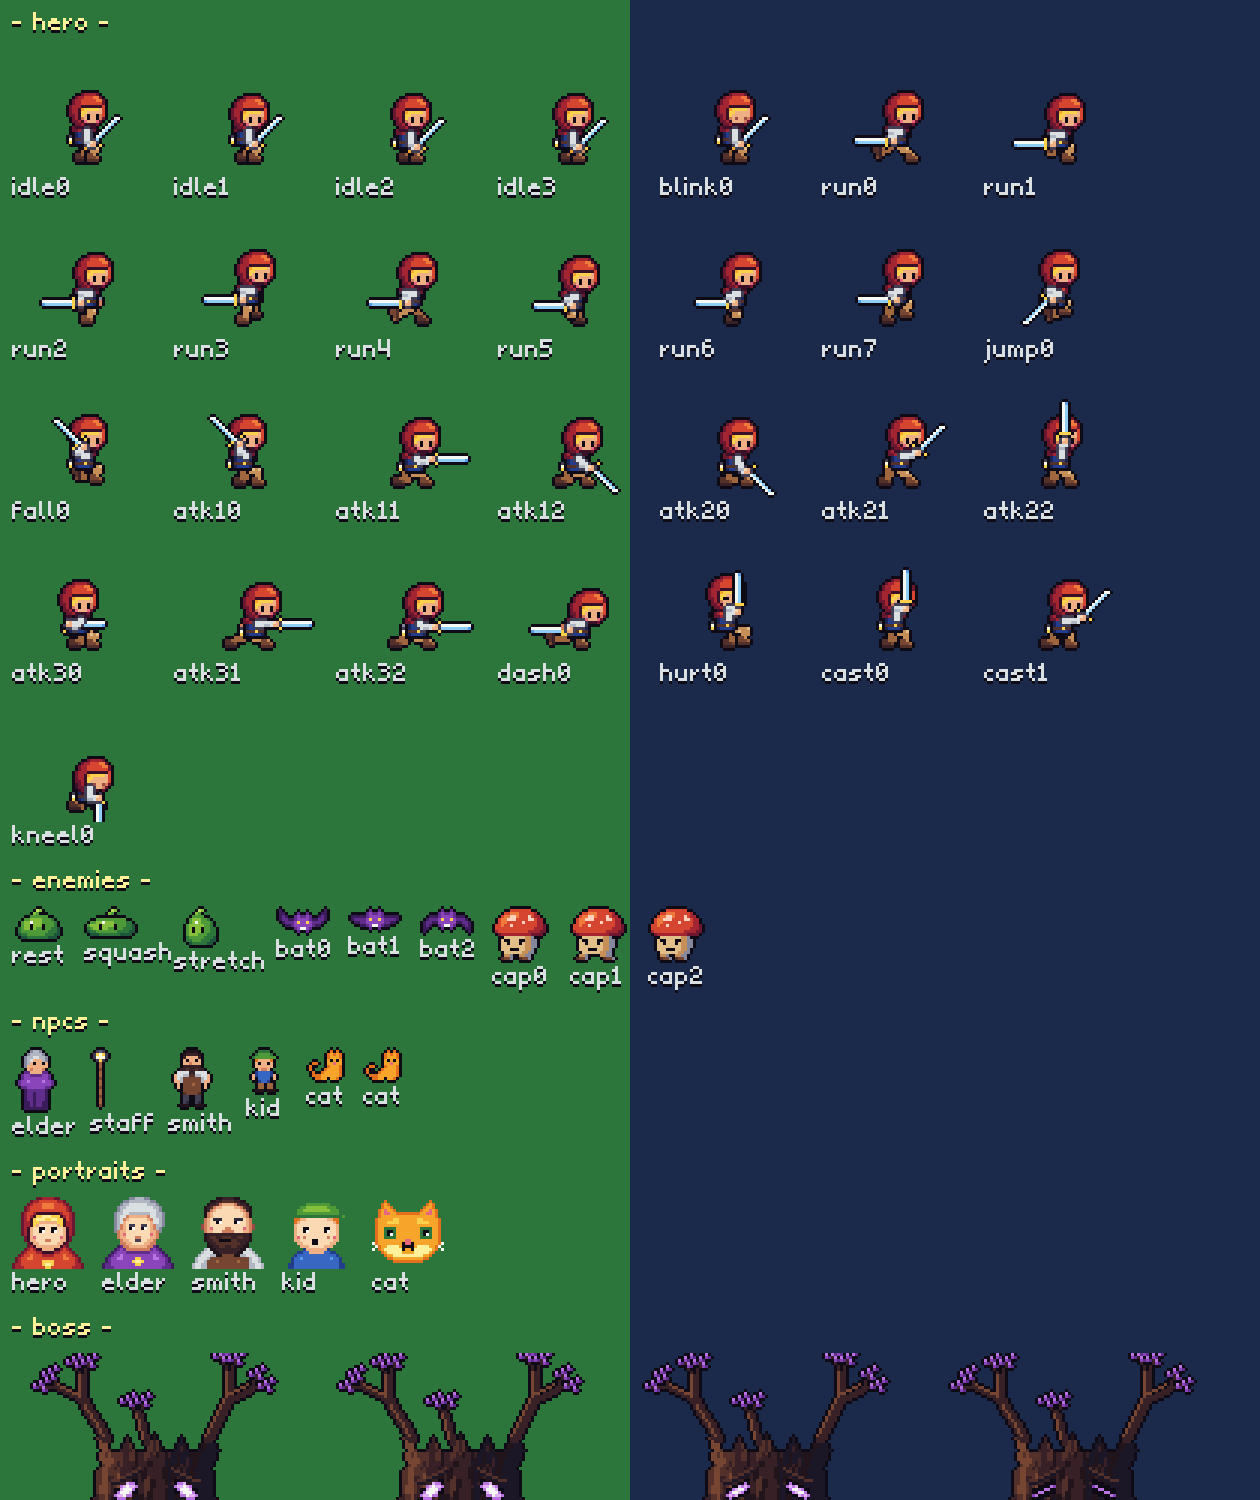 - hero -
idle0 idle1 idle2 idle3 blink0 run0 run1
run2 run3 run4 run5 run6 run7 jump0
fall0 atk10 atk11 atk12 atk20 atk21 atk22
atk30 atk31 atk32 dash0 hurt0 cast0 cast1
kneel0
- enemies -
rest squash stretch bat0 bat1 bat2 cap0 cap1 cap2
- npcs -
elder staff smith kid cat cat
- portraits -
hero elder smith kid cat
- boss -